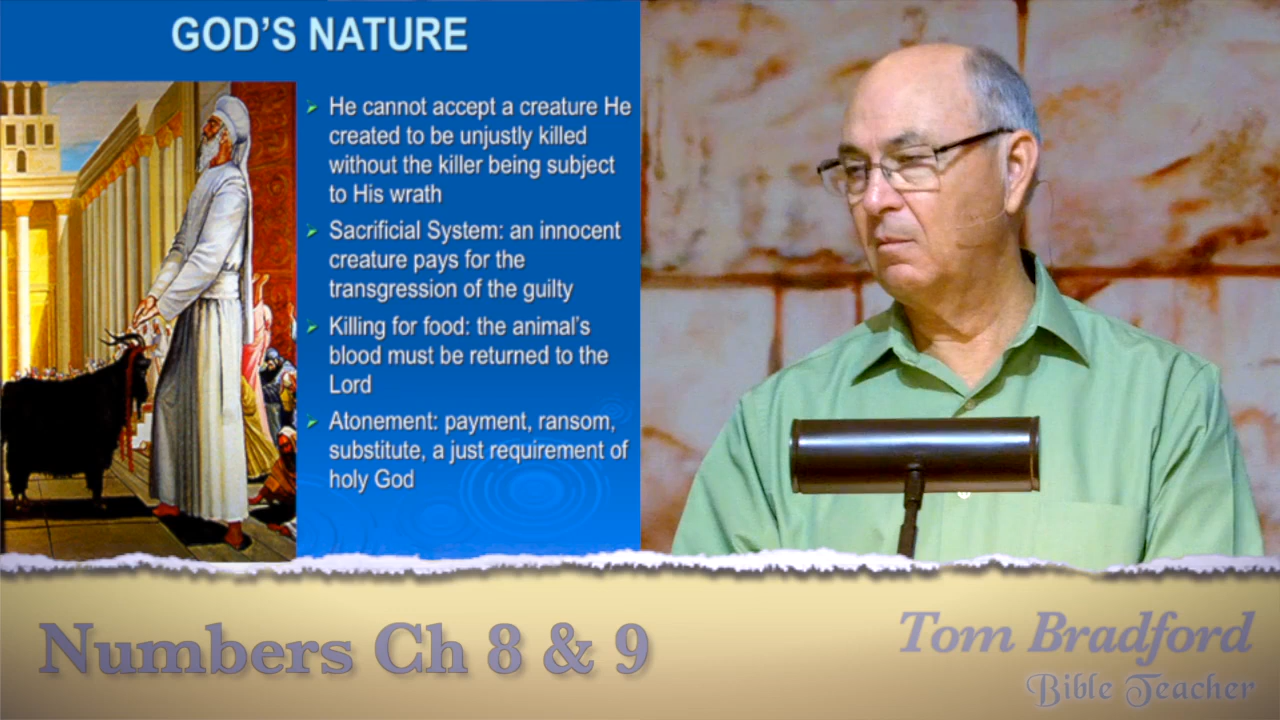 GOD'S NATURE
➢ He cannot accept a creature He
created to be unjustly killed
without the killer being subject
to His wrath
➢ Sacrificial System: an innocent
creature pays for the
transgression of the guilty
➢ Killing for food: the animal's
blood must be returned to the
Lord
➢ Atonement: payment, ransom,
substitute, a just requirement of
holy God
Numbers Ch 8 & 9
Tom Bradford
Bible Teacher